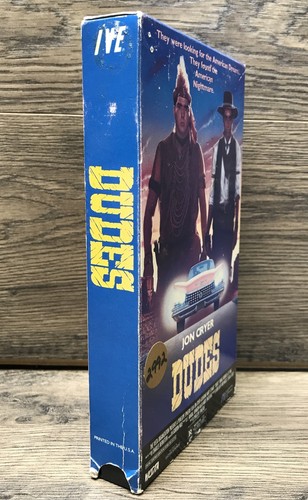 IVE
DUDES
PRINTED IN THE U.S.A.
They were looking for the American Dream.
They found the
American
Nightmare.
JON CRYER
DUDES
2992